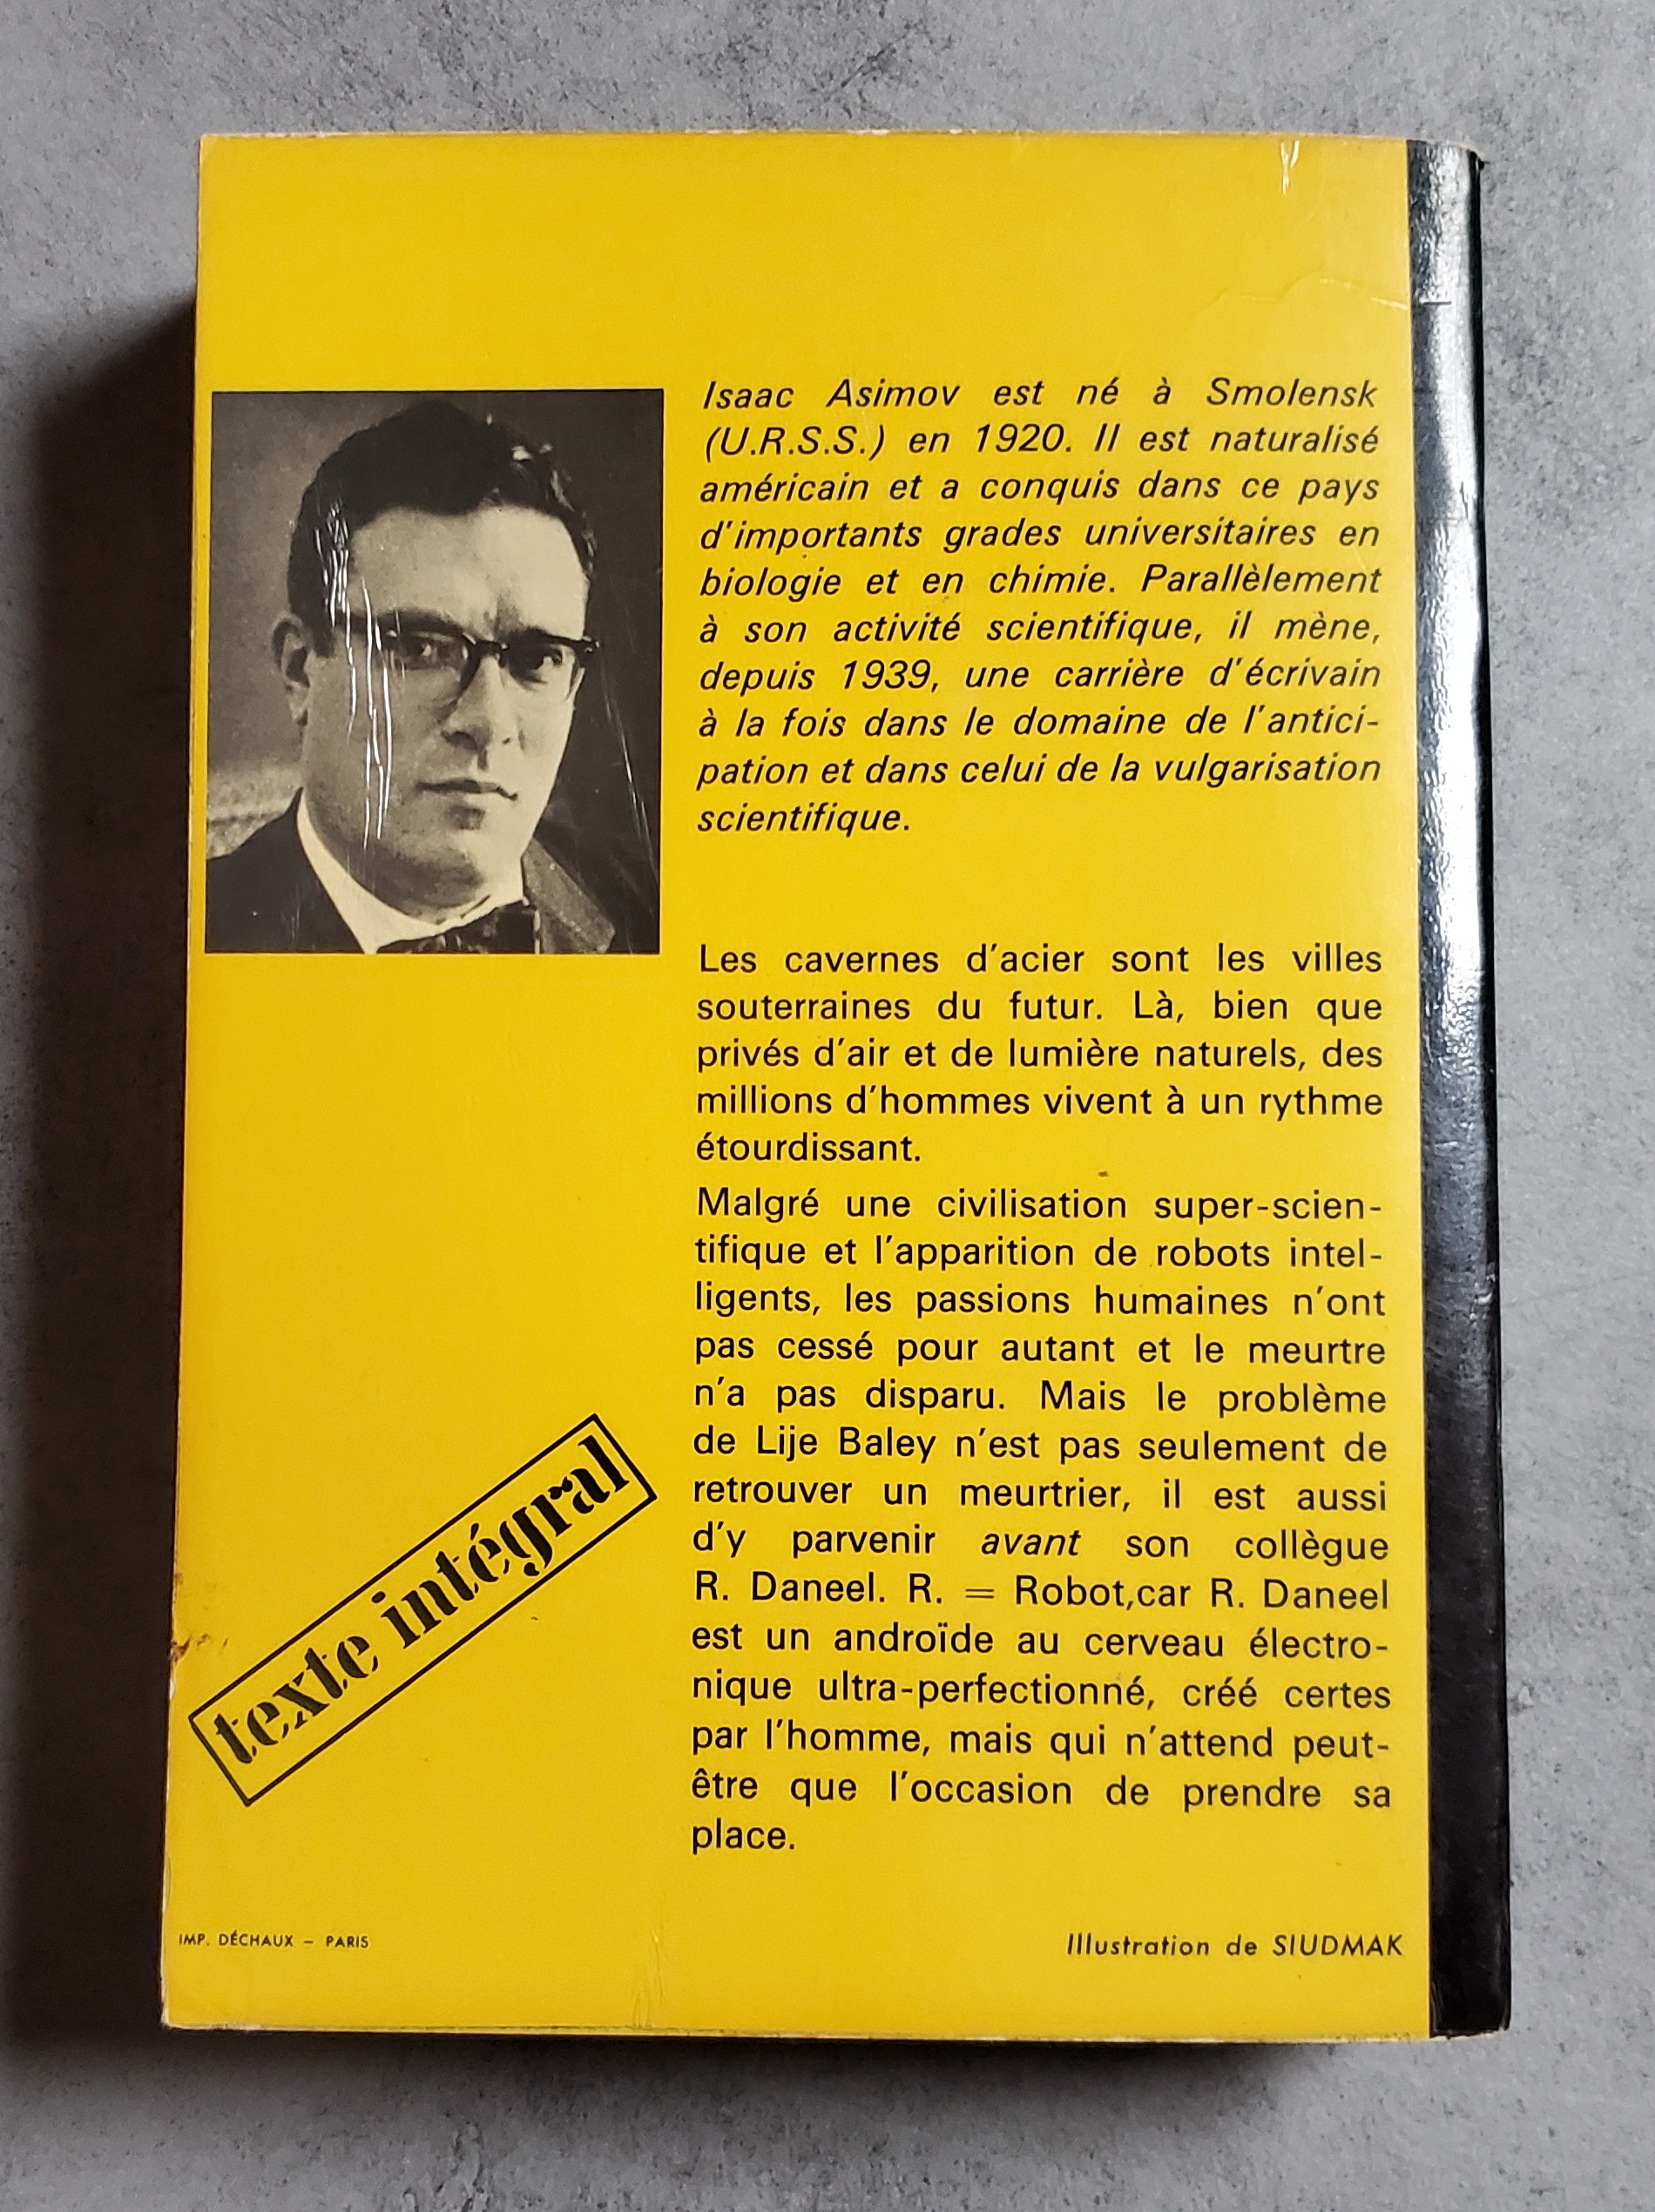 Isaac Asimov est né à Smolensk
(U.R.S.S.) en 1920. Il est naturalisé
américain et a conquis dans ce pays
d'importants grades universitaires en
biologie et en chimie. Parallèlement
à son activité scientifique, il mène,
depuis 1939, une carrière d'écrivain
à la fois dans le domaine de l'antici-
pation et dans celui de la vulgarisation
scientifique.
Les cavernes d'acier sont les villes
souterraines du futur. Là, bien que
privés d'air et de lumière naturels, des
millions d'hommes vivent à un rythme
étourdissant.
Malgré une civilisation super-scien-
tifique et l'apparition de robots intel-
ligents, les passions humaines n'ont
pas cessé pour autant et le meurtre
n'a pas disparu. Mais le problème
de Lije Baley n'est pas seulement de
retrouver un meurtrier, il est aussi
d'y parvenir avant son collègue
R. Daneel. R. = Robot,car R. Daneel
est un androïde au cerveau électro-
nique ultra-perfectionné, créé certes
par l'homme, mais qui n'attend peut-
être que l'occasion de prendre sa
place.
texte intégral
IMP. DÉCHAUX – PARIS
Illustration de SIUDMAK